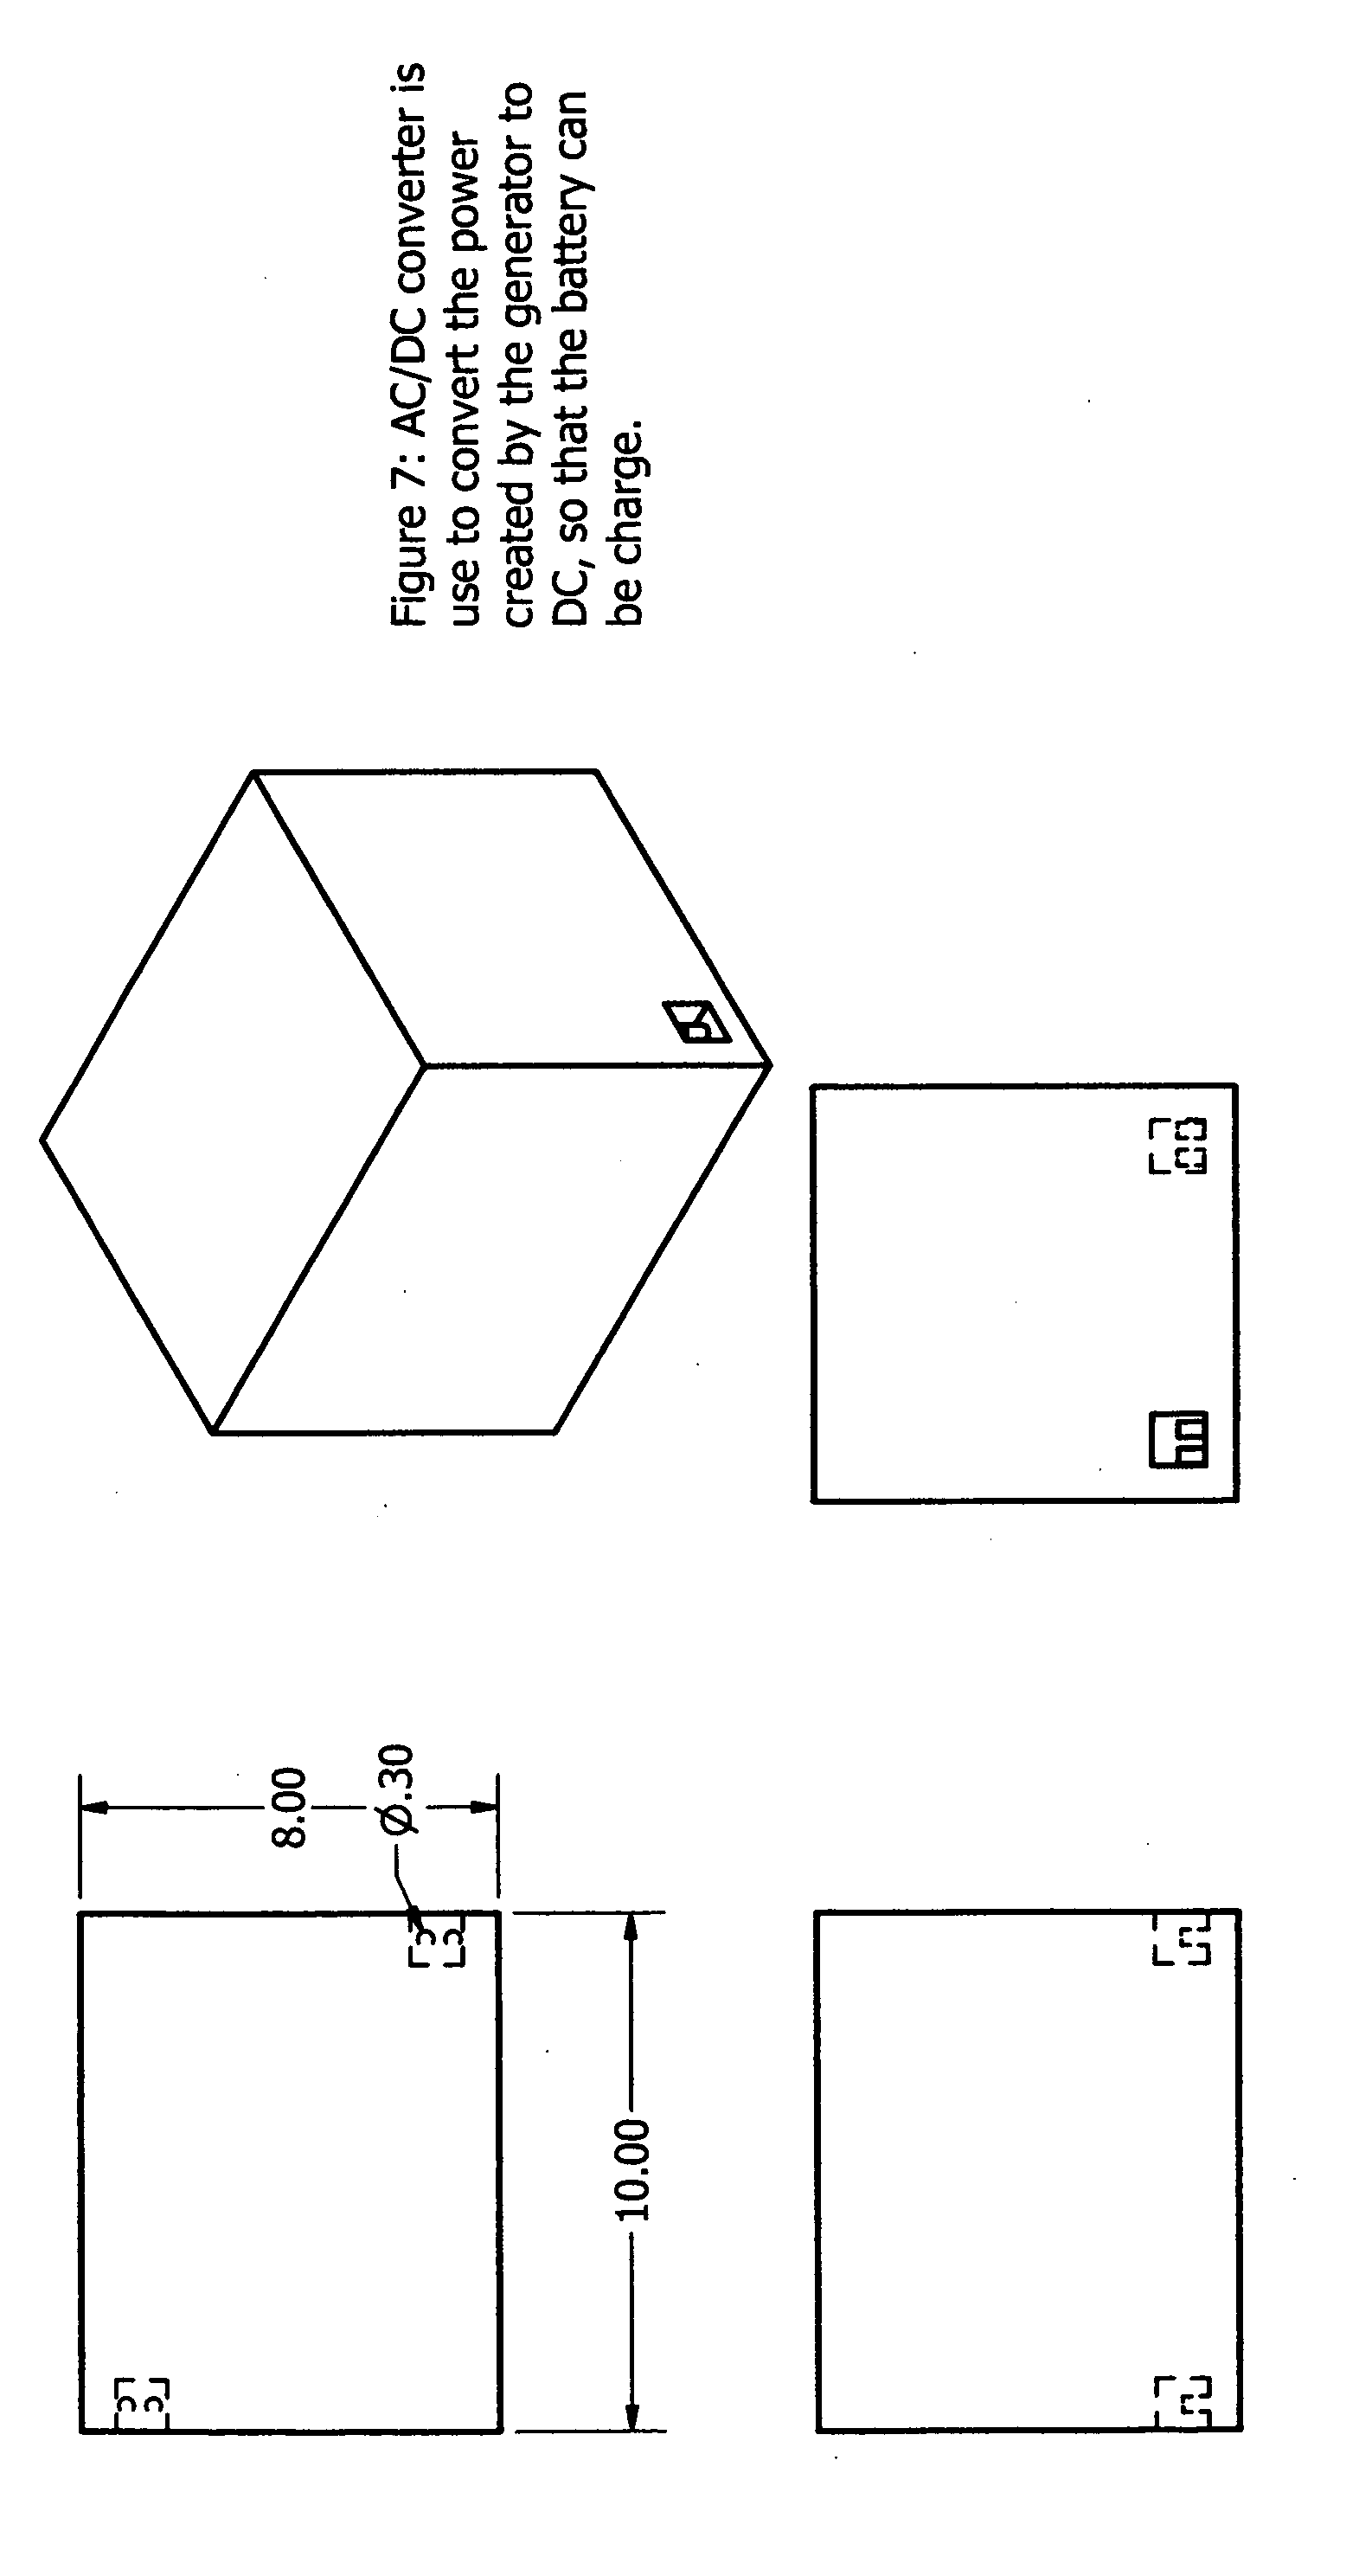 Figure 7: AC/DC converter is
use to convert the power
created by the generator to
DC, so that the battery can
be charge.
8.00
Ø.30
10.00